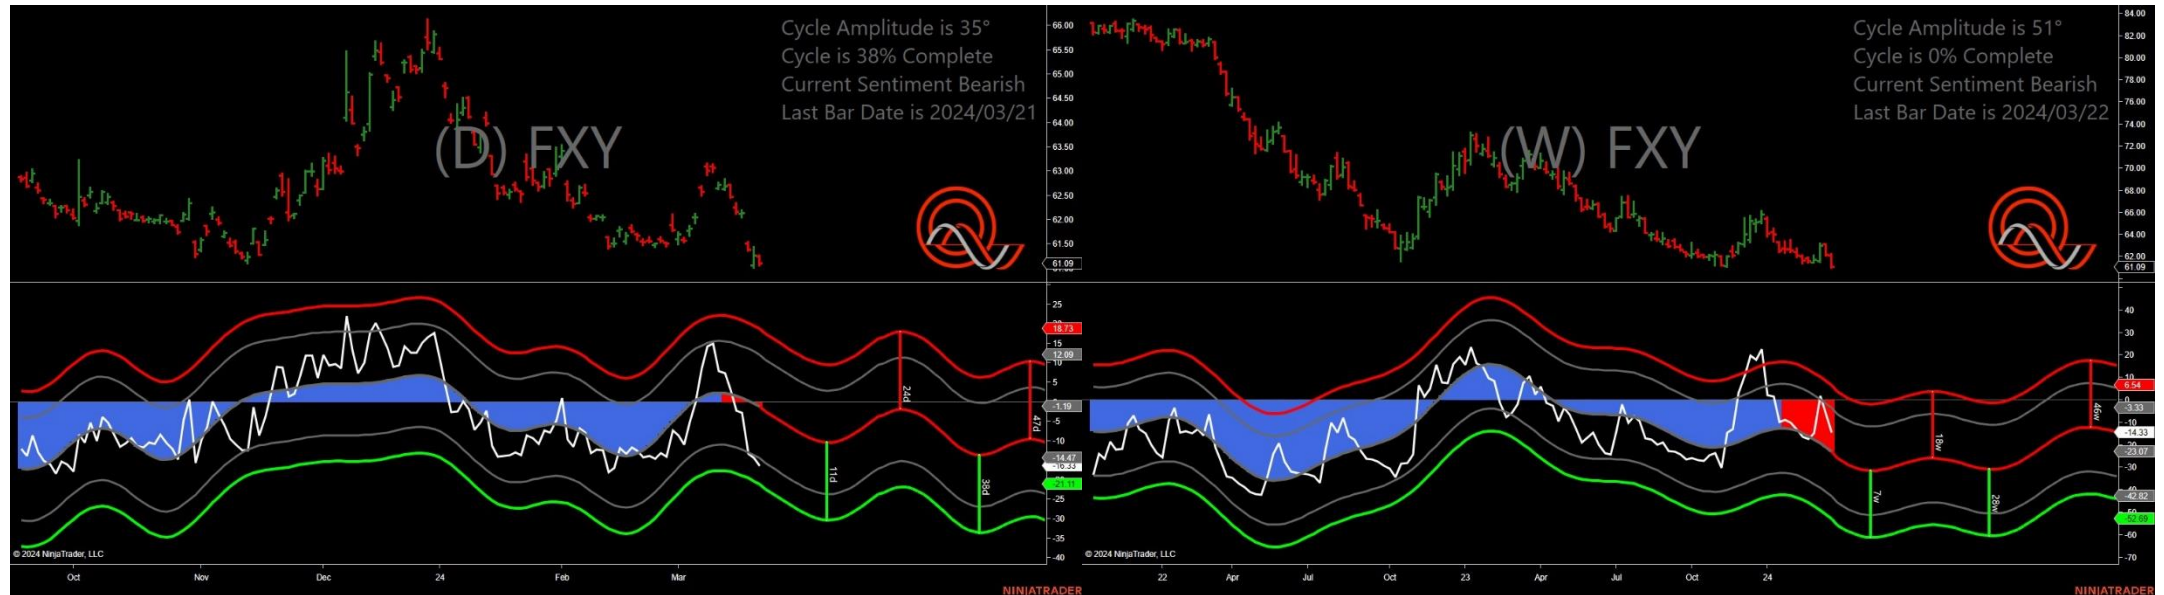 Cycle Amplitude is 35°
Cycle is 38% Complete
Current Sentiment Bearish
Last Bar Date is 2024/03/21
(D) FXY
66.00
65.50
65.00
64.50
64.00
63.50
63.00
62.50
62.00
61.50
61.09
25
18.73
15
12.09
10
5
-1.19
-5
-10
-14.47
-16.33
-21.11
-25
-30
-35
-40
11d
24d
38d
47d
© 2024 NinjaTrader, LLC
Oct
Nov
Dec
24
Feb
Mar
NINJATRADER
Cycle Amplitude is 51°
Cycle is 0% Complete
Current Sentiment Bearish
Last Bar Date is 2024/03/22
(W) FXY
84.00
82.00
80.00
78.00
76.00
74.00
72.00
70.00
68.00
66.00
64.00
62.00
61.09
40
30
20
10
6.54
0
-3.33
-10
-14.33
-23.07
-30
-42.82
-52.69
-60
-70
7w
18w
28w
46w
© 2024 NinjaTrader, LLC
22
Apr
Jul
Oct
23
Apr
Jul
Oct
24
NINJATRADER